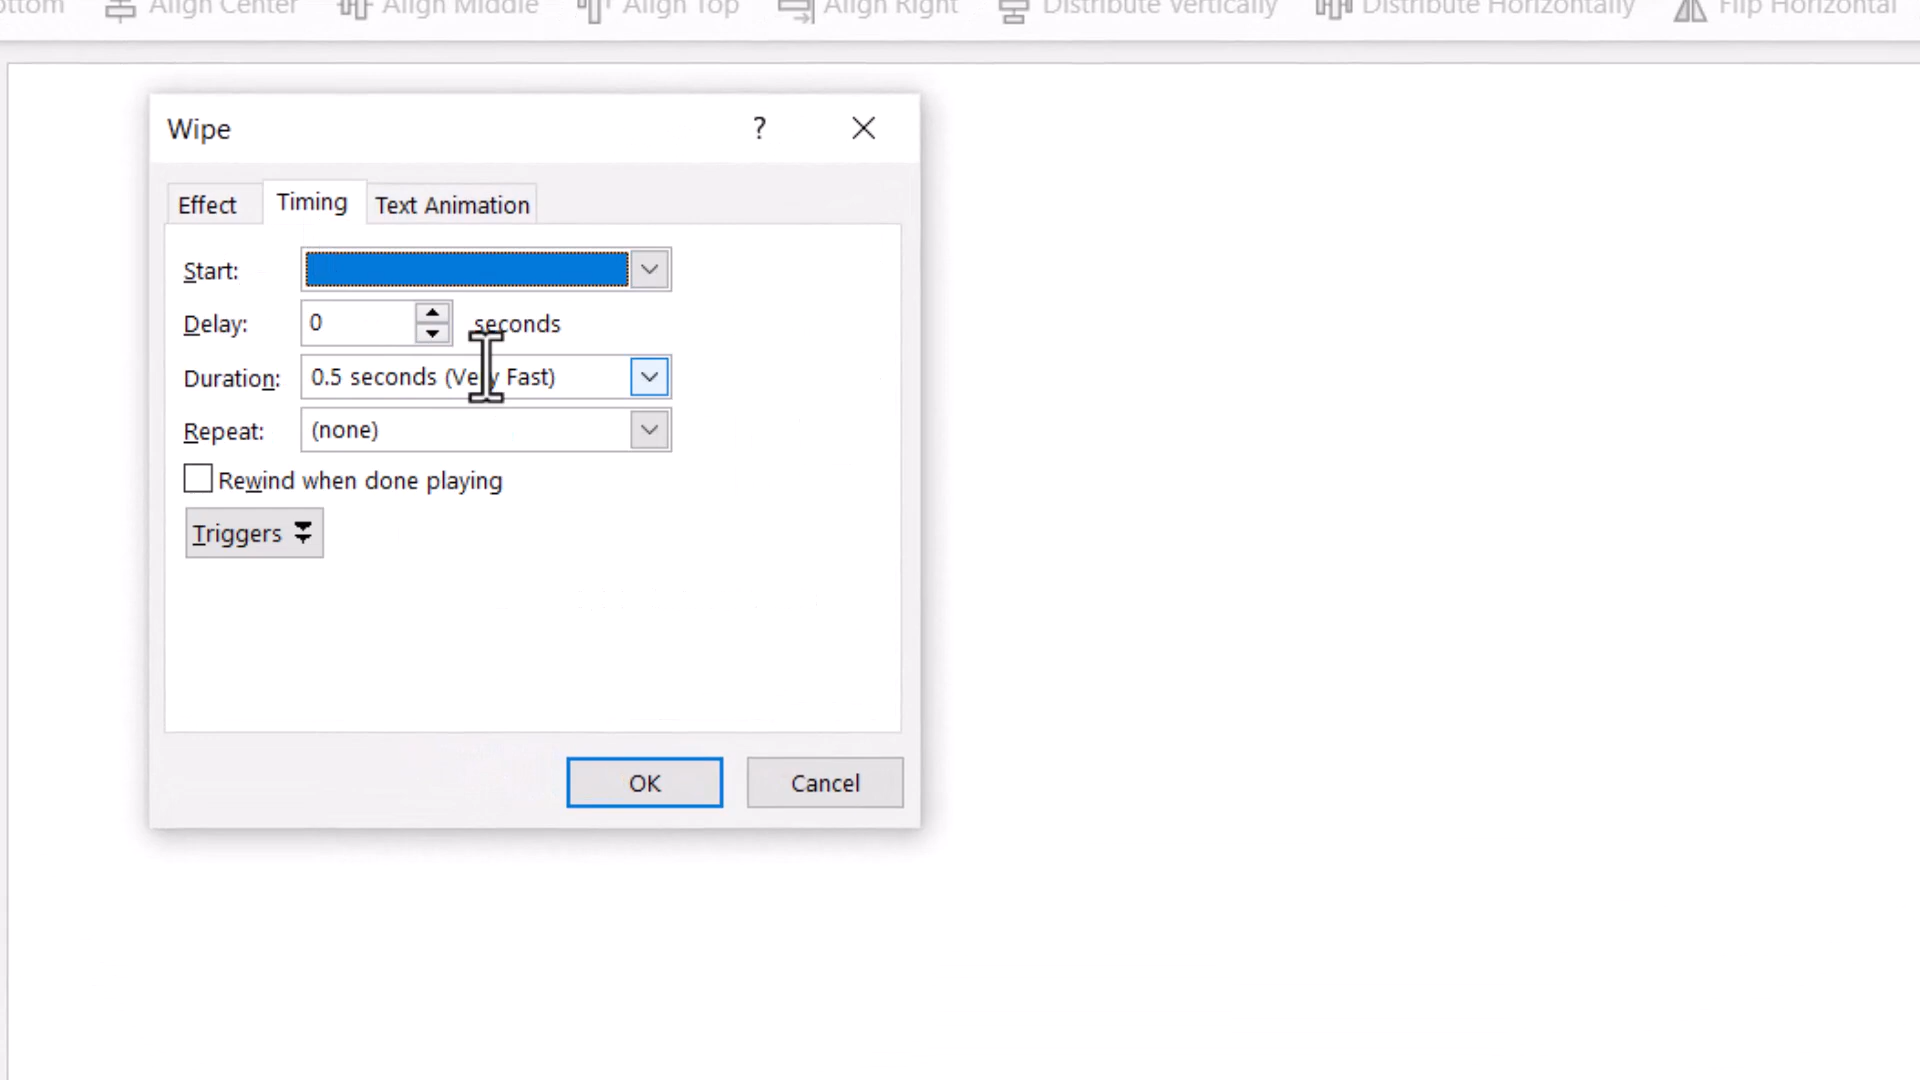 ottom Align Center Align Middle Align Top Align Right Distribute Vertically Distribute Horizontally Flip Horizontal
Wipe ?
Effect Timing Text Animation
Start:
Delay: 0 seconds
Duration: 0.5 seconds (Very Fast)
Repeat: (none)
Rewind when done playing
Triggers
OK Cancel